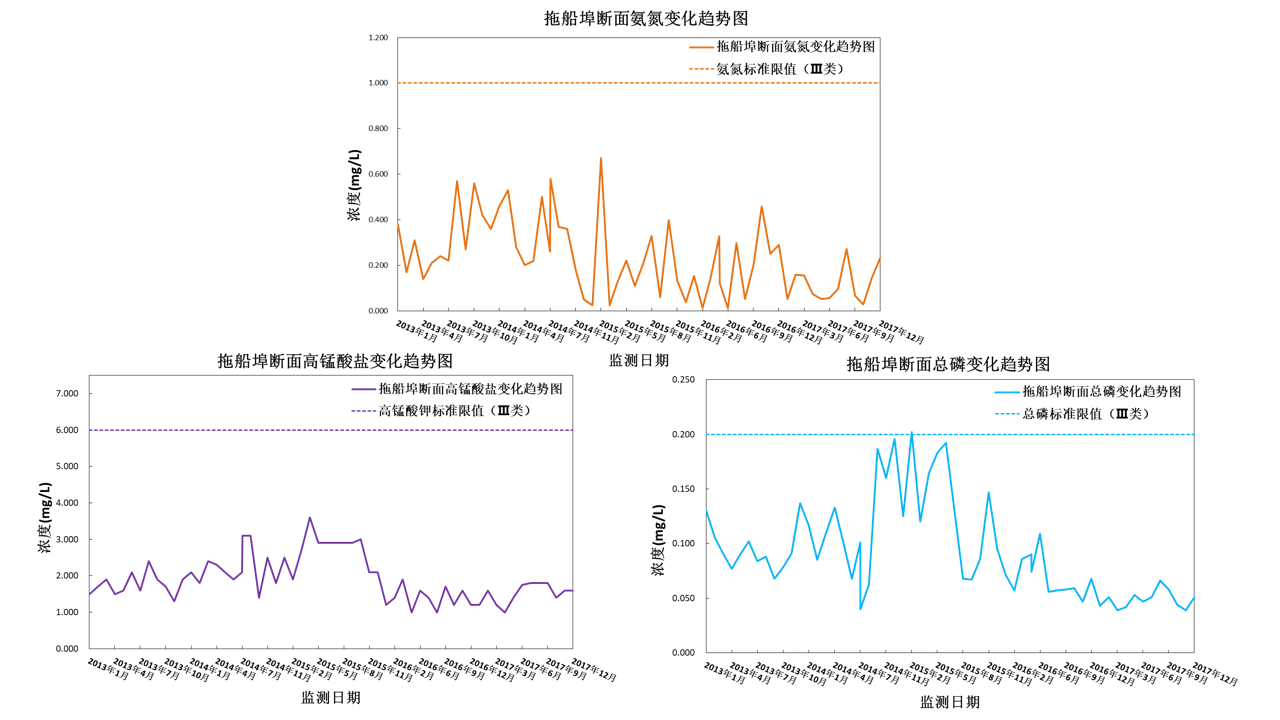 拖船埠断面氨氮变化趋势图
拖船埠断面氨氮变化趋势图
氨氮标准限值（Ⅲ类）
1.200
1.000
0.800
0.600
0.400
0.200
0.000
浓度(mg/L)
2013年1月
2013年4月
2013年7月
2013年10月
2014年1月
2014年4月
2014年7月
2014年11月
2015年2月
2015年5月
2015年8月
2015年11月
2016年2月
2016年6月
2016年9月
2016年12月
2017年3月
2017年6月
2017年9月
2017年12月
监测日期
拖船埠断面高锰酸盐变化趋势图
拖船埠断面高锰酸盐变化趋势图
高锰酸钾标准限值（Ⅲ类）
7.000
6.000
5.000
4.000
3.000
2.000
1.000
0.000
浓度(mg/L)
2013年1月
2013年4月
2013年7月
2013年10月
2014年1月
2014年4月
2014年7月
2014年11月
2015年2月
2015年5月
2015年8月
2015年11月
2016年2月
2016年6月
2016年9月
2016年12月
2017年3月
2017年6月
2017年9月
2017年12月
监测日期
拖船埠断面总磷变化趋势图
拖船埠断面总磷变化趋势图
总磷标准限值（Ⅲ类）
0.250
0.200
0.150
0.100
0.050
0.000
浓度(mg/L)
2013年1月
2013年4月
2013年7月
2013年10月
2014年1月
2014年4月
2014年7月
2014年11月
2015年2月
2015年5月
2015年8月
2015年11月
2016年2月
2016年6月
2016年9月
2016年12月
2017年3月
2017年6月
2017年9月
2017年12月
监测日期